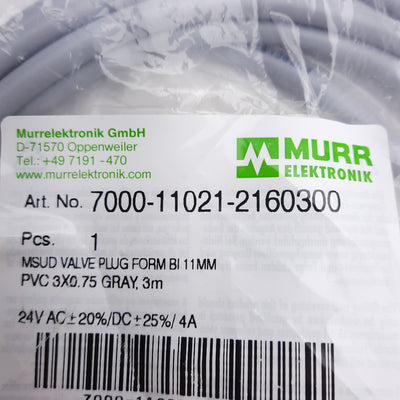 Murrelektronik GmbH
D-71570 Oppenweiler
Tel.: +49 7191 - 470
www.murrelektronik.com
MURR
ELEKTRONIK
Art. No. 7000-11021-2160300
Pcs. 1
MSUD VALVE PLUG FORM BI 11MM
PVC 3X0.75 GRAY, 3m
24V AC ± 20%/DC ± 25%/ 4A